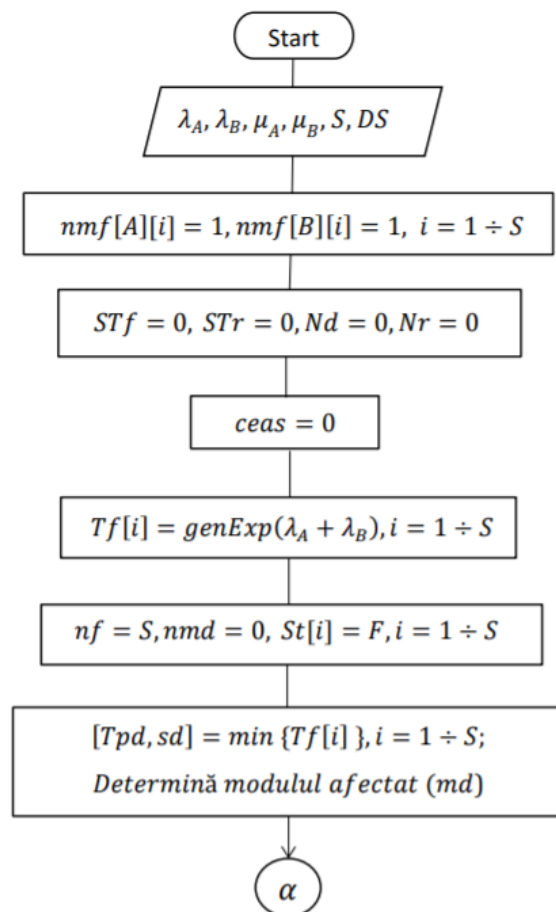 Start
λ_A, λ_B, μ_A, μ_B, S, DS
nmf[A][i] = 1, nmf[B][i] = 1, i = 1 ÷ S
STf = 0, STr = 0, Nd = 0, Nr = 0
ceas = 0
Tf[i] = genExp(λ_A + λ_B), i = 1 ÷ S
nf = S, nmd = 0, St[i] = F, i = 1 ÷ S
[Tpd, sd] = min {Tf[i] }, i = 1 ÷ S;
Determină modulul afectat (md)
α